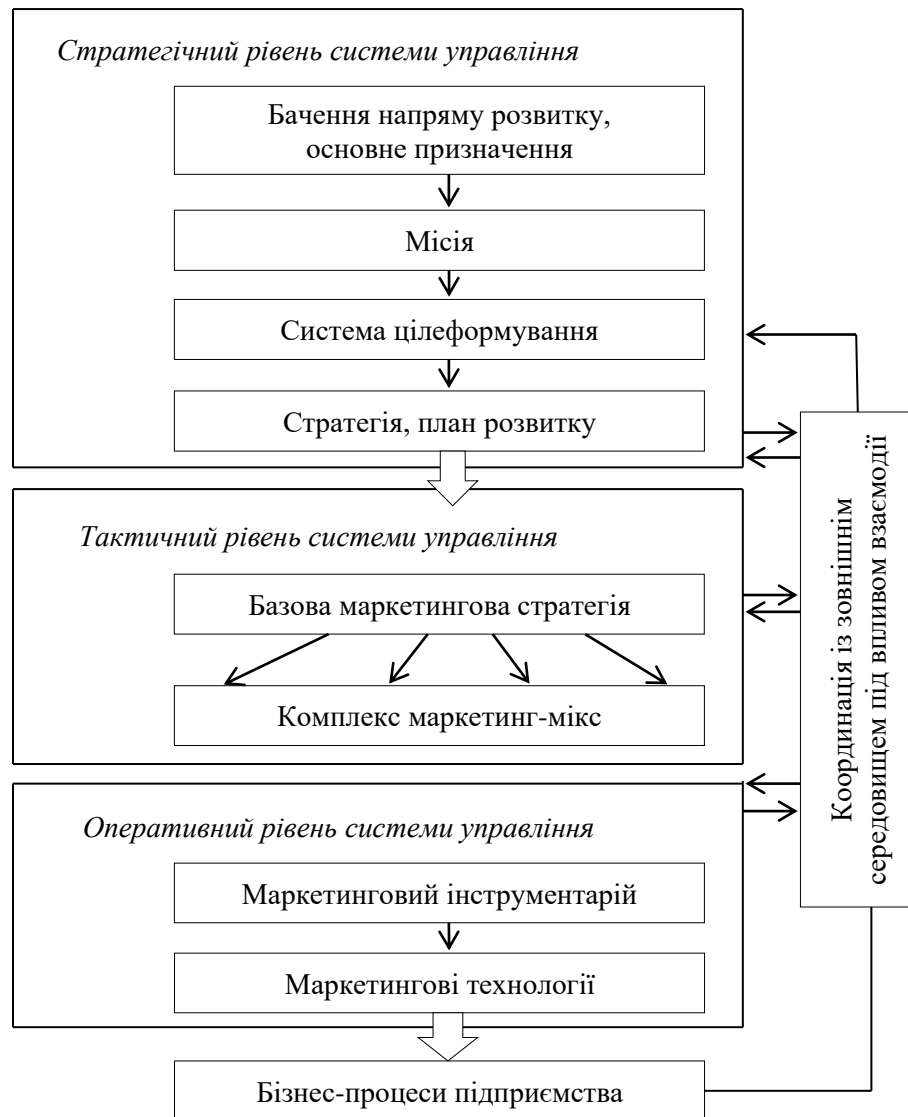 Стратегічний рівень системи управління
Бачення напряму розвитку,
основне призначення
Місія
Система цілеформування
Стратегія, план розвитку
Тактичний рівень системи управління
Базова маркетингова стратегія
Комплекс маркетинг-мікс
Оперативний рівень системи управління
Маркетинговий інструментарій
Маркетингові технології
Бізнес-процеси підприємства
Координація із зовнішнім
середовищем під впливом взаємодії